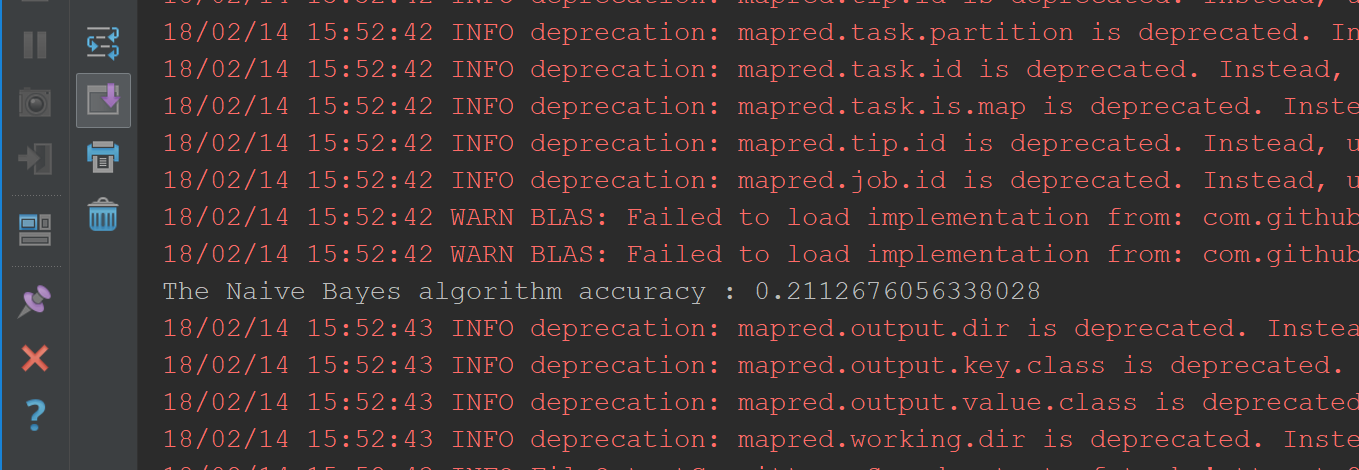 18/02/14 15:52:42 INFO deprecation: mapred.tip.id is deprecated. Instead, u
18/02/14 15:52:42 INFO deprecation: mapred.task.partition is deprecated. In
18/02/14 15:52:42 INFO deprecation: mapred.task.id is deprecated. Instead,
18/02/14 15:52:42 INFO deprecation: mapred.task.is.map is deprecated. Inste
18/02/14 15:52:42 INFO deprecation: mapred.tip.id is deprecated. Instead, u
18/02/14 15:52:42 INFO deprecation: mapred.job.id is deprecated. Instead, u
18/02/14 15:52:42 WARN BLAS: Failed to load implementation from: com.github
18/02/14 15:52:42 WARN BLAS: Failed to load implementation from: com.github
The Naive Bayes algorithm accuracy : 0.2112676056338028
18/02/14 15:52:43 INFO deprecation: mapred.output.dir is deprecated. Instea
18/02/14 15:52:43 INFO deprecation: mapred.output.key.class is deprecated.
18/02/14 15:52:43 INFO deprecation: mapred.output.value.class is deprecated
18/02/14 15:52:43 INFO deprecation: mapred.working.dir is deprecated. Inste